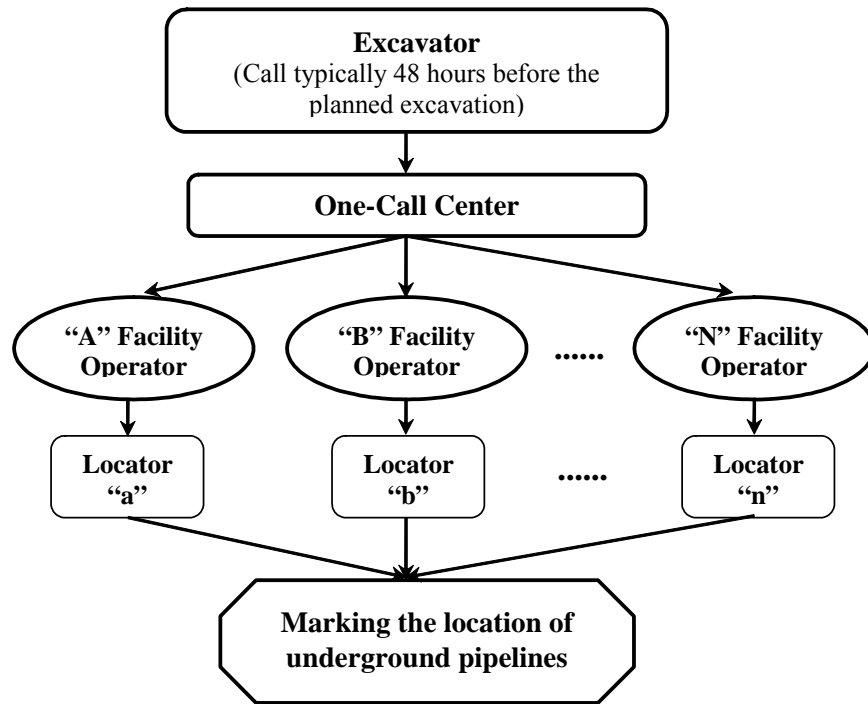 Excavator
(Call typically 48 hours before the
planned excavation)
One-Call Center
“A” Facility
Operator
“B” Facility
Operator
......
“N” Facility
Operator
Locator
“a”
Locator
“b”
......
Locator
“n”
Marking the location of
underground pipelines